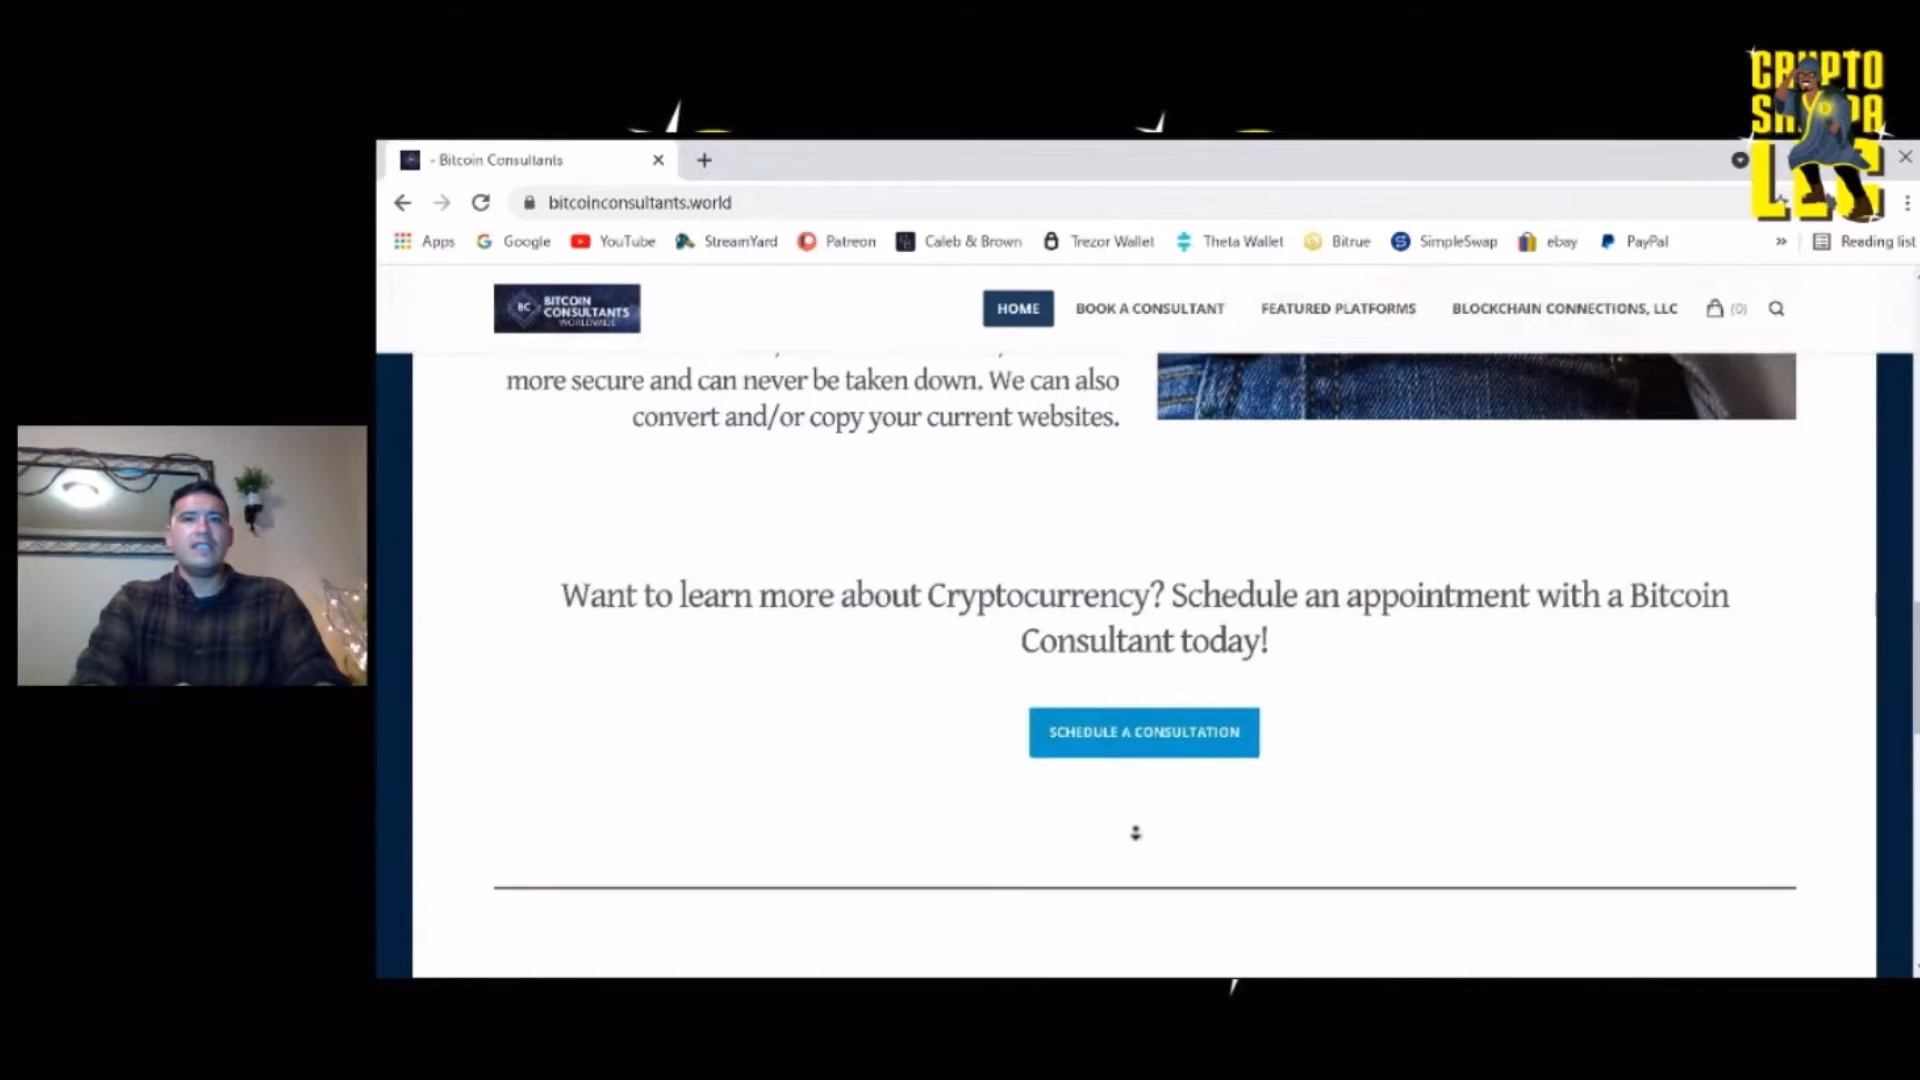 CRYPTO
LEG
- Bitcoin Consultants
bitcoinconsultants.world
Apps Google YouTube StreamYard Patreon Caleb & Brown Trezor Wallet Theta Wallet Bitrue SimpleSwap ebay PayPal » Reading list
BC BITCOIN
CONSULTANTS
WORLDWIDE
HOME BOOK A CONSULTANT FEATURED PLATFORMS BLOCKCHAIN CONNECTIONS, LLC (0)
more secure and can never be taken down. We can also
convert and/or copy your current websites.
Want to learn more about Cryptocurrency? Schedule an appointment with a Bitcoin
Consultant today!
SCHEDULE A CONSULTATION